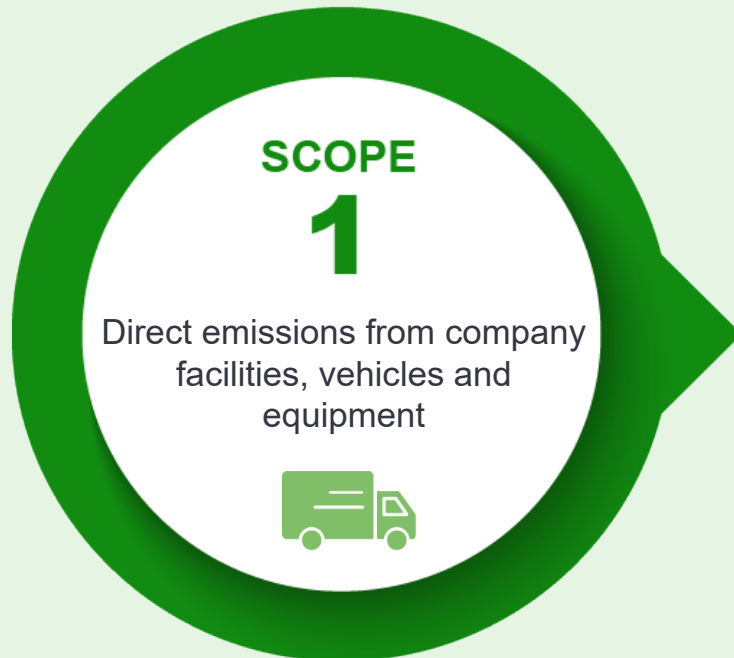 SCOPE
1
Direct emissions from company
facilities, vehicles and
equipment